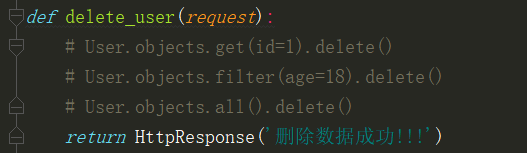 def delete_user(request):
# User.objects.get(id=1).delete()
# User.objects.filter(age=18).delete()
# User.objects.all().delete()
return HttpResponse('删除数据成功!!!')